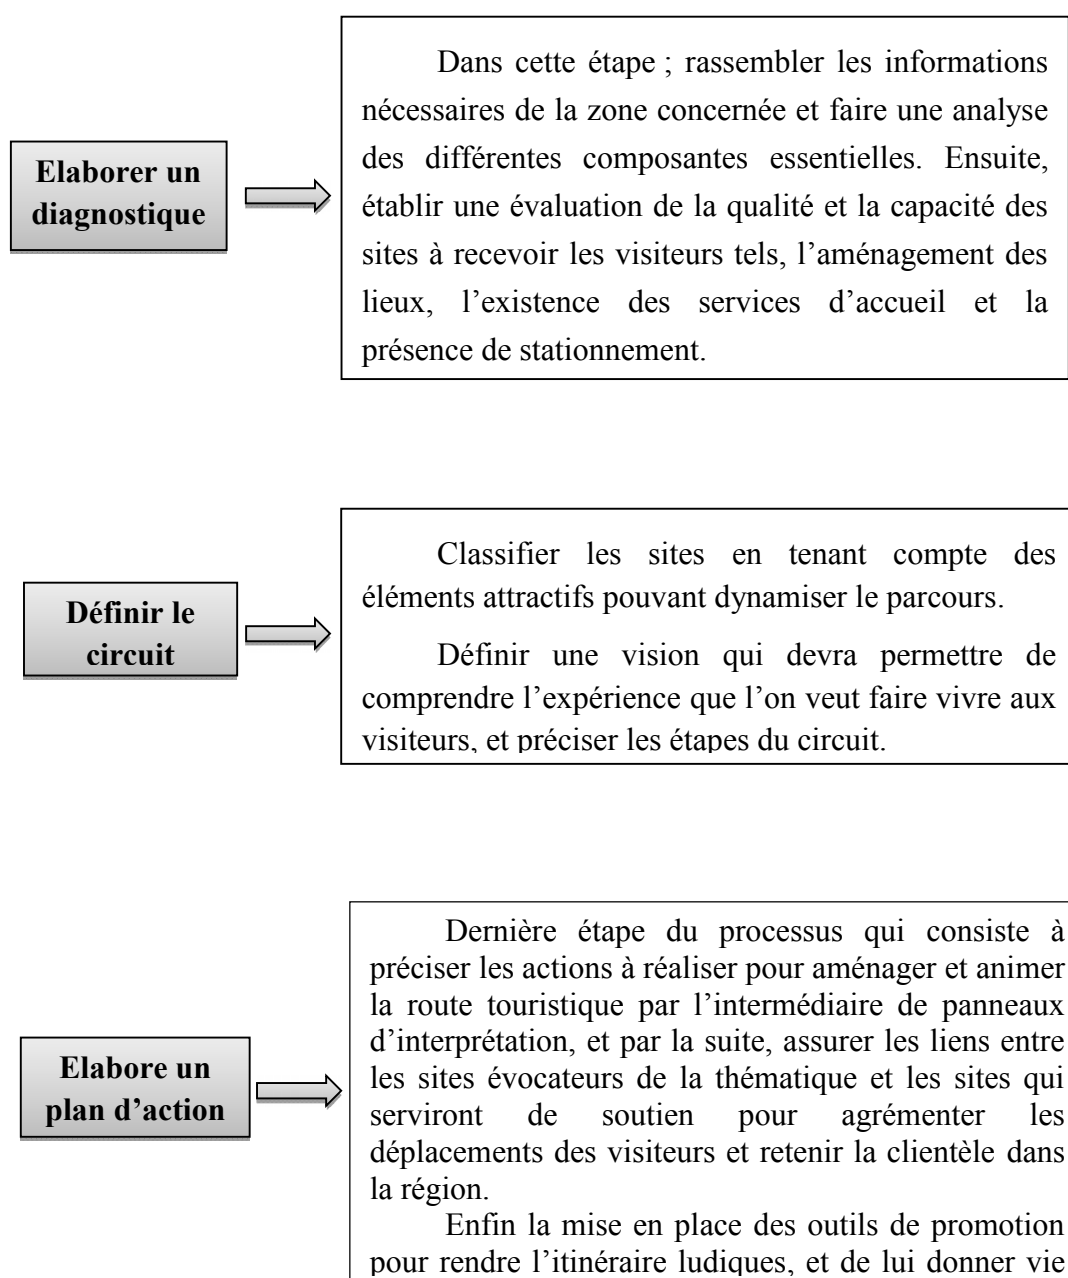 Elaborer un
diagnostique
Dans cette étape ; rassembler les informations
nécessaires de la zone concernée et faire une analyse
des différentes composantes essentielles. Ensuite,
établir une évaluation de la qualité et la capacité des
sites à recevoir les visiteurs tels, l’aménagement des
lieux, l’existence des services d’accueil et la
présence de stationnement.
Définir le
circuit
Classifier les sites en tenant compte des
éléments attractifs pouvant dynamiser le parcours.
Définir une vision qui devra permettre de
comprendre l’expérience que l’on veut faire vivre aux
visiteurs, et préciser les étapes du circuit.
Elabore un
plan d’action
Dernière étape du processus qui consiste à
préciser les actions à réaliser pour aménager et animer
la route touristique par l’intermédiaire de panneaux
d’interprétation, et par la suite, assurer les liens entre
les sites évocateurs de la thématique et les sites qui
serviront de soutien pour agrémenter les
déplacements des visiteurs et retenir la clientèle dans
la région.
Enfin la mise en place des outils de promotion
pour rendre l’itinéraire ludiques, et de lui donner vie